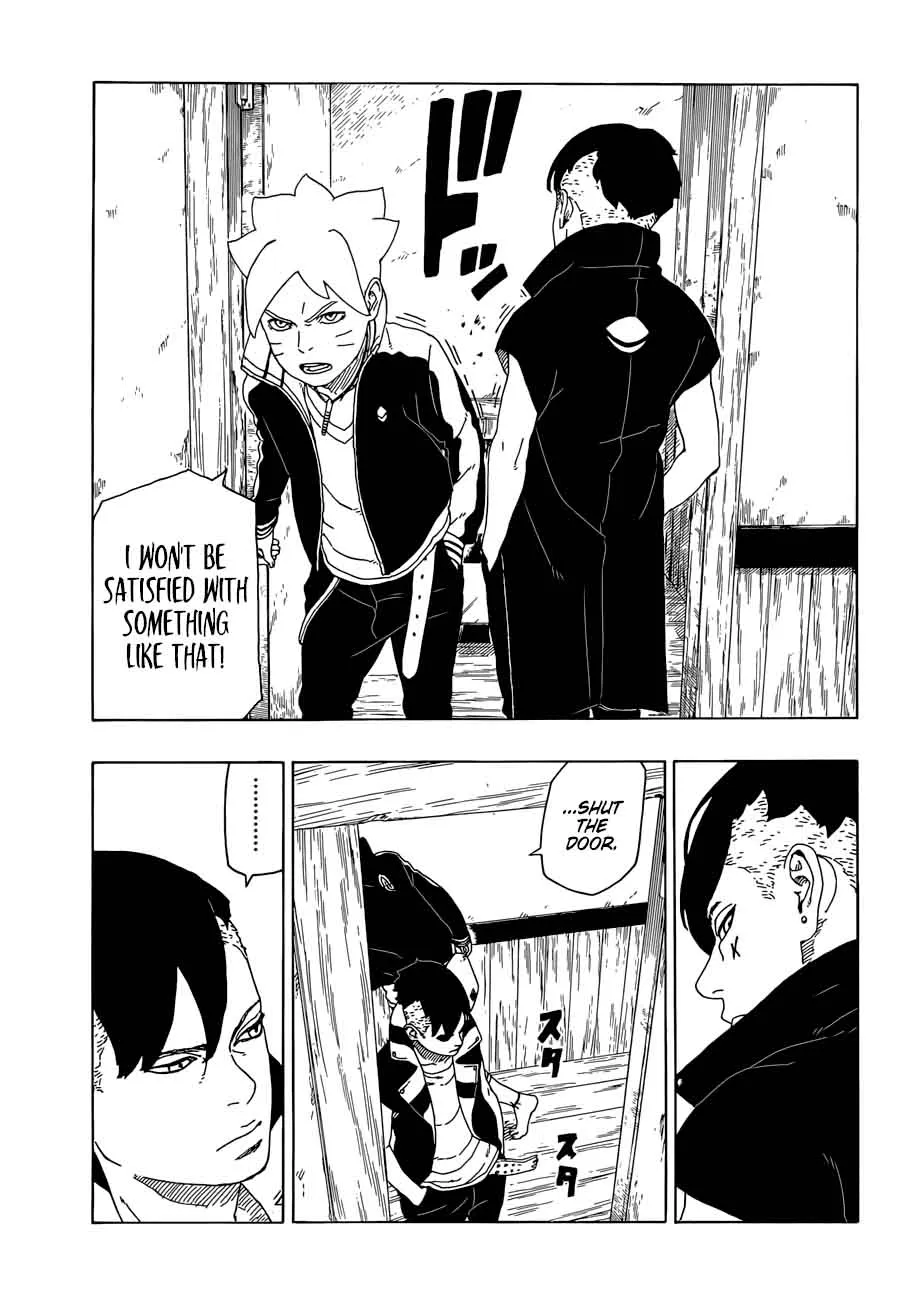 ドッ
I WON'T BE
SATISFIED WITH
SOMETHING
LIKE THAT!
K
...SHUT
THE
DOOR.
スタ
スタ
..........